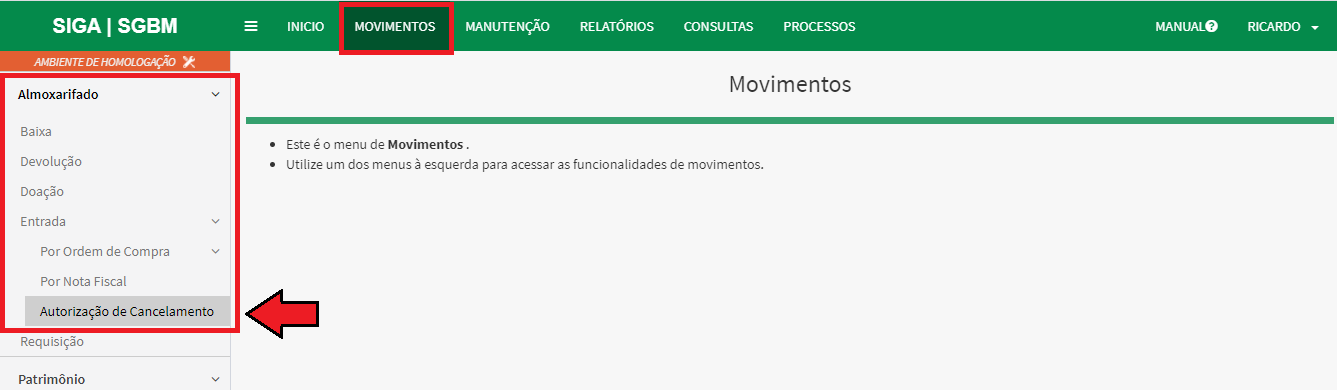 SIGA | SGBM
INICIO
MOVIMENTOS
MANUTENÇÃO
RELATÓRIOS
CONSULTAS
PROCESSOS
MANUAL
RICARDO
AMBIENTE DE HOMOLOGAÇÃO
Almoxarifado
Baixa
Devolução
Doação
Entrada
Por Ordem de Compra
Por Nota Fiscal
Autorização de Cancelamento
Requisição
Patrimônio
Movimentos
Este é o menu de Movimentos .
Utilize um dos menus à esquerda para acessar as funcionalidades de movimentos.